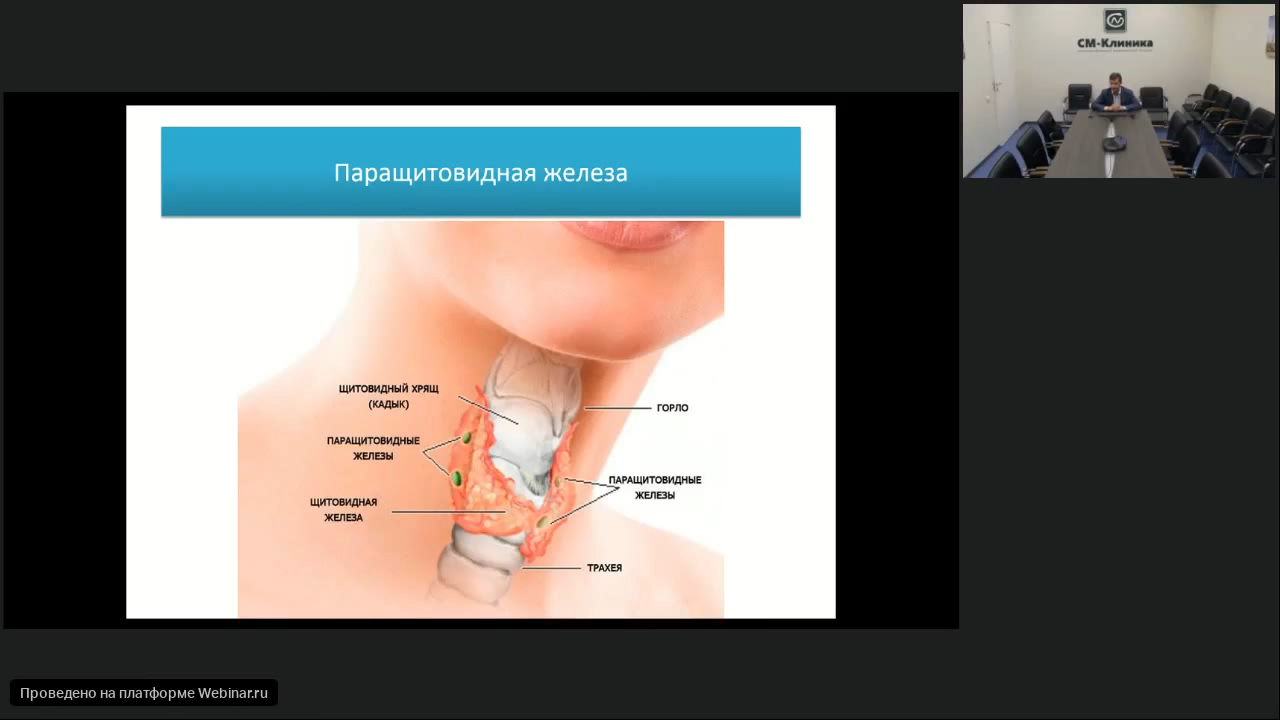 СМ-Клиника
Паращитовидная железа
ЩИТОВИДНЫЙ ХРЯЩ
(КАДЫК)
ГОРЛО
ПАРАЩИТОВИДНЫЕ
ЖЕЛЕЗЫ
ПАРАЩИТОВИДНЫЕ
ЖЕЛЕЗЫ
ЩИТОВИДНАЯ
ЖЕЛЕЗА
ТРАХЕЯ
Проведено на платформе Webinar.ru